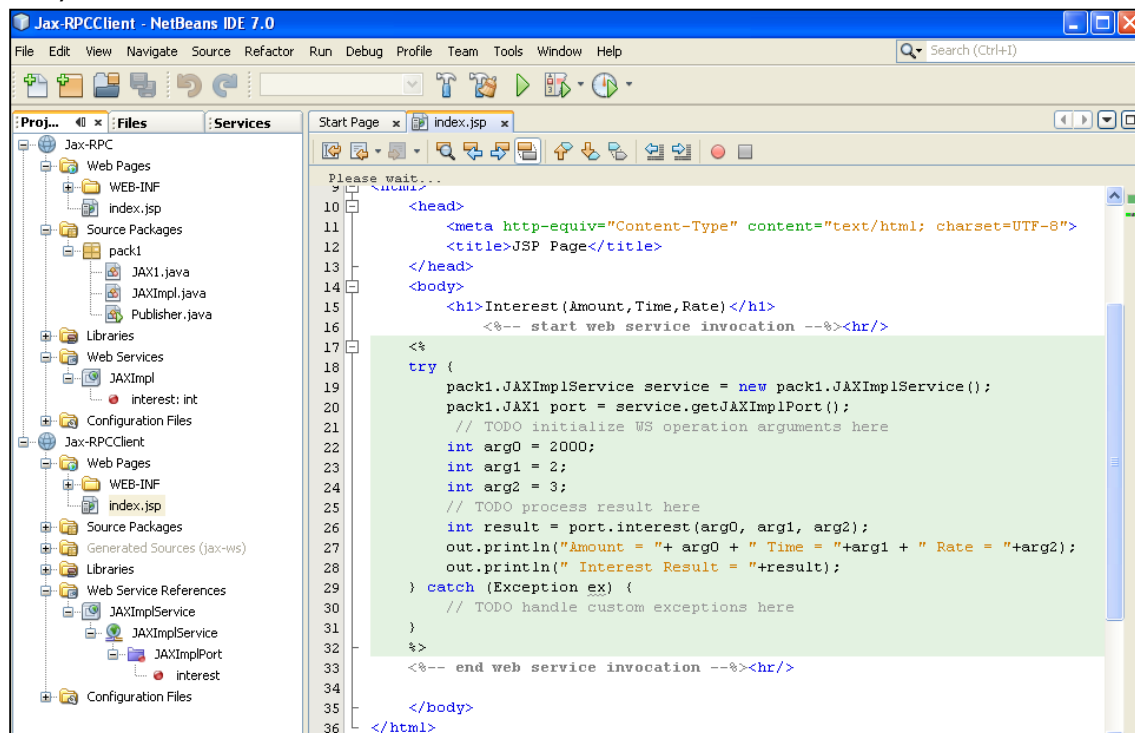 Jax-RPCClient - NetBeans IDE 7.0
File Edit View Navigate Source Refactor Run Debug Profile Team Tools Window Help
Search (Ctrl+I)
Proj... Files Services
Start Page index.jsp
Jax-RPC
Web Pages
WEB-INF
index.jsp
Source Packages
pack1
JAX1.java
JAXImpl.java
Publisher.java
Libraries
Web Services
JAXImpl
interest: int
Configuration Files
Jax-RPCClient
Web Pages
WEB-INF
index.jsp
Source Packages
Generated Sources (jax-ws)
Libraries
Web Service References
JAXImplService
JAXImplService
JAXImplPort
interest
Configuration Files
Please wait...
9 <html>
10 <head>
11 <meta http-equiv="Content-Type" content="text/html; charset=UTF-8">
12 <title>JSP Page</title>
13 </head>
14 <body>
15 <h1>Interest(Amount,Time,Rate)</h1>
16 <%-- start web service invocation --%><hr/>
17 <%
18 try {
19 pack1.JAXImplService service = new pack1.JAXImplService();
20 pack1.JAX1 port = service.getJAXImplPort();
21 // TODO initialize WS operation arguments here
22 int arg0 = 2000;
23 int arg1 = 2;
24 int arg2 = 3;
25 // TODO process result here
26 int result = port.interest(arg0, arg1, arg2);
27 out.println("Amount = "+ arg0 + " Time = "+arg1 + " Rate = "+arg2);
28 out.println(" Interest Result = "+result);
29 } catch (Exception ex) {
30 // TODO handle custom exceptions here
31 }
32 %>
33 <%-- end web service invocation --%><hr/>
34
35 </body>
36 </html>